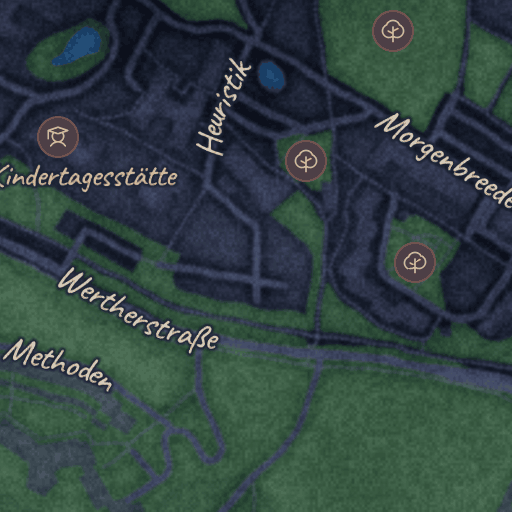 Heuristik
Morgenbreede
Kindertagesstätte
Wertherstraße
Methoden